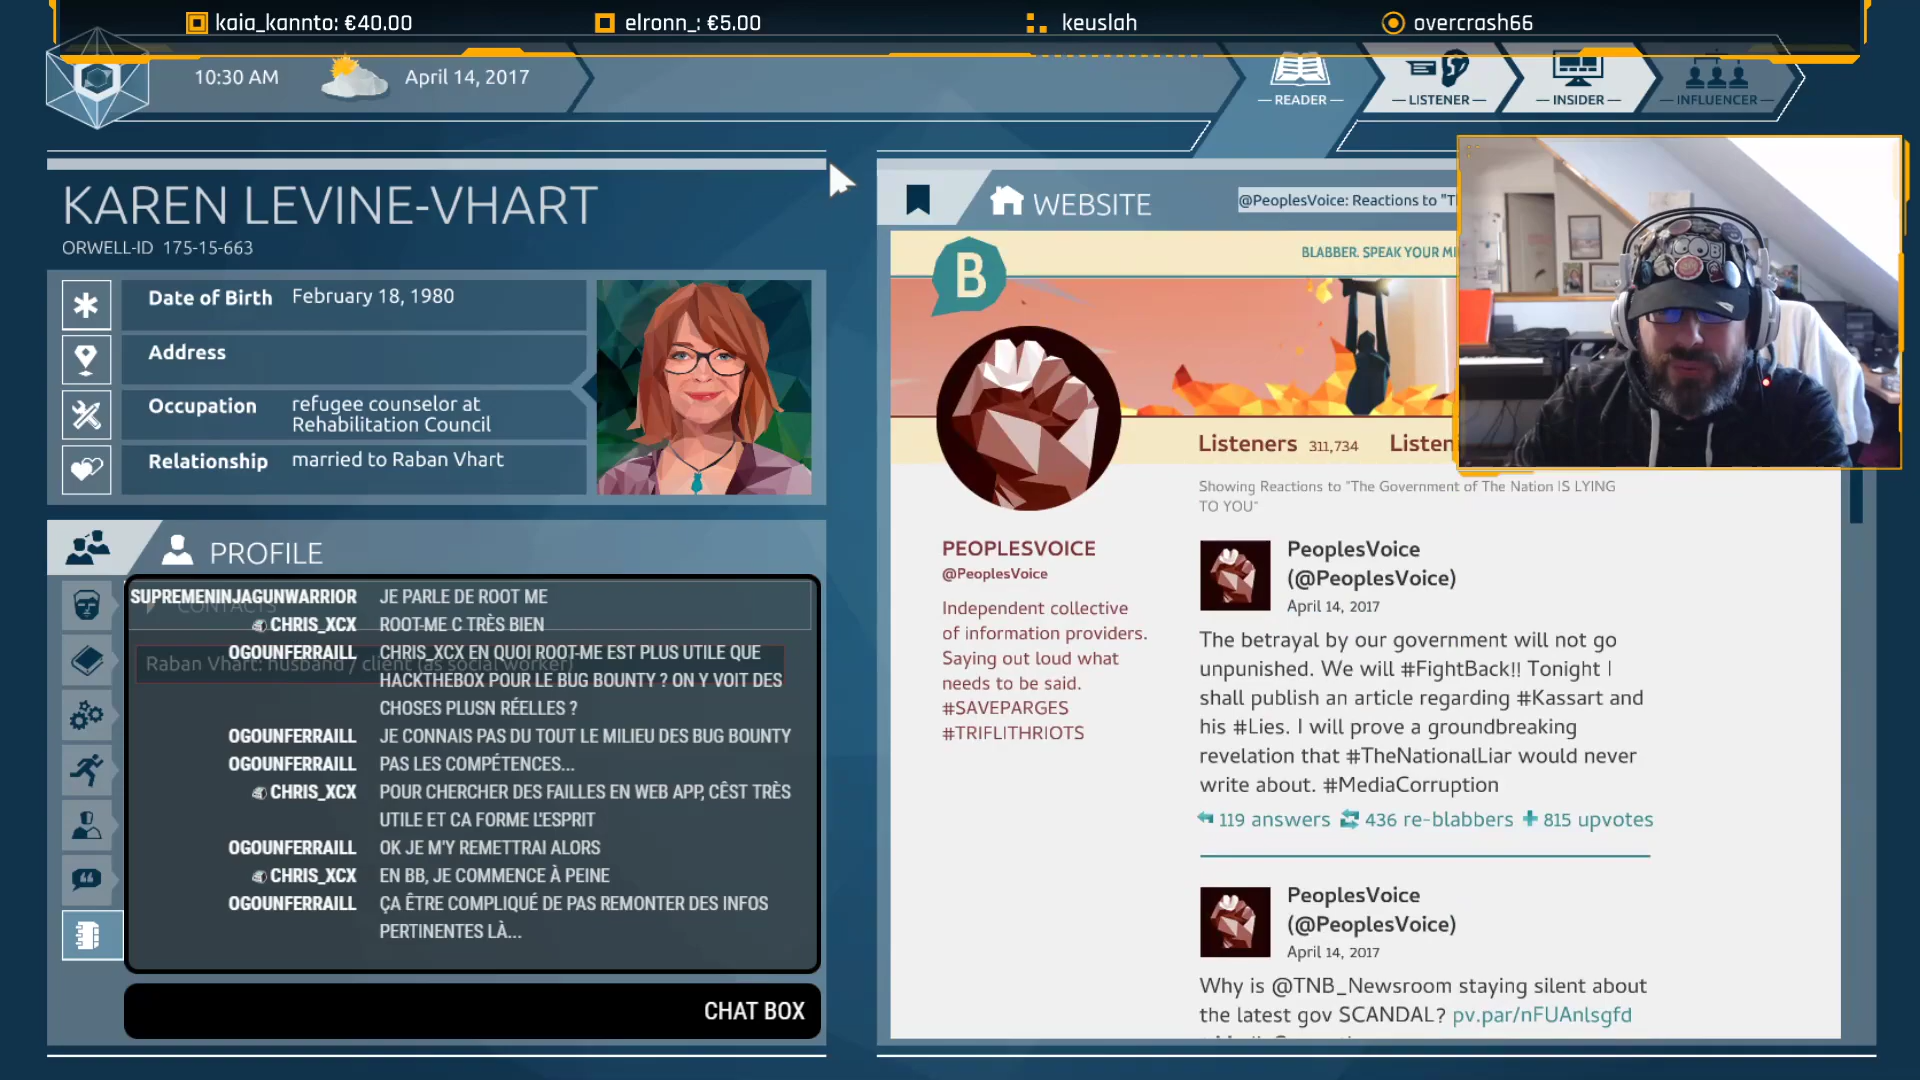 kaia_kannto: €40.00
elronn_: €5.00
keuslah
overcrash66
10:30 AM
April 14, 2017
READER
LISTENER
INSIDER
INFLUENCER
KAREN LEVINE-VHART
ORWELL-ID 175-15-663
Date of Birth February 18, 1980
Address
Occupation refugee counselor at
Rehabilitation Council
Relationship married to Raban Vhart
PROFILE
CONTACTS
Raban Vhart: husband / client (as social worker)
SUPREMENINJAGUNWARRIOR JE PARLE DE ROOT ME
CHRIS_XCX ROOT-ME C TRÈS BIEN
OGOUNFERRAILL CHRIS_XCX EN QUOI ROOT-ME EST PLUS UTILE QUE
HACKTHEBOX POUR LE BUG BOUNTY ? ON Y VOIT DES
CHOSES PLUSN RÉELLES ?
OGOUNFERRAILL JE CONNAIS PAS DU TOUT LE MILIEU DES BUG BOUNTY
OGOUNFERRAILL PAS LES COMPÉTENCES...
CHRIS_XCX POUR CHERCHER DES FAILLES EN WEB APP, CÊST TRÈS
UTILE ET CA FORME L'ESPRIT
OGOUNFERRAILL OK JE M'Y REMETTRAI ALORS
CHRIS_XCX EN BB, JE COMMENCE À PEINE
OGOUNFERRAILL ÇA ÊTRE COMPLIQUÉ DE PAS REMONTER DES INFOS
PERTINENTES LÀ...
CHAT BOX
WEBSITE
@PeoplesVoice: Reactions to "T
B
BLABBER. SPEAK YOUR MI
Listeners 311,734 Listen
Showing Reactions to "The Government of The Nation IS LYING
TO YOU"
PEOPLESVOICE
@PeoplesVoice
Independent collective
of information providers.
Saying out loud what
needs to be said.
#SAVEPARGES
#TRIFLITHRIOTS
PeoplesVoice
(@PeoplesVoice)
April 14, 2017
The betrayal by our government will not go
unpunished. We will #FightBack!! Tonight I
shall publish an article regarding #Kassart and
his #Lies. I will prove a groundbreaking
revelation that #TheNationalLiar would never
write about. #MediaCorruption
119 answers 436 re-blabbers 815 upvotes
PeoplesVoice
(@PeoplesVoice)
April 14, 2017
Why is @TNB_Newsroom staying silent about
the latest gov SCANDAL? pv.par/nFUAnlsgfd